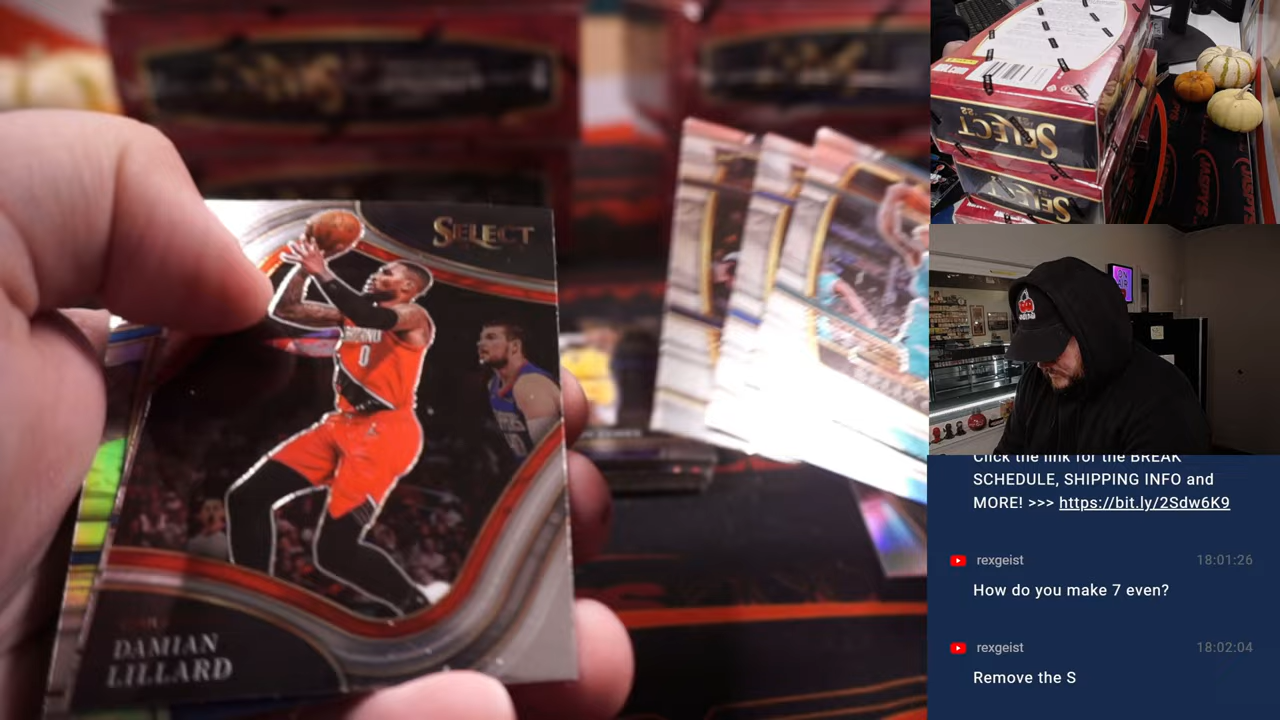 SELECT
0
DAMIAN
LILLARD
SELECT
SELECT
Click the link for the BREAK
SCHEDULE, SHIPPING INFO and
MORE! >>> https://bit.ly/2Sdw6K9
rexgeist 18:01:26
How do you make 7 even?
rexgeist 18:02:04
Remove the S